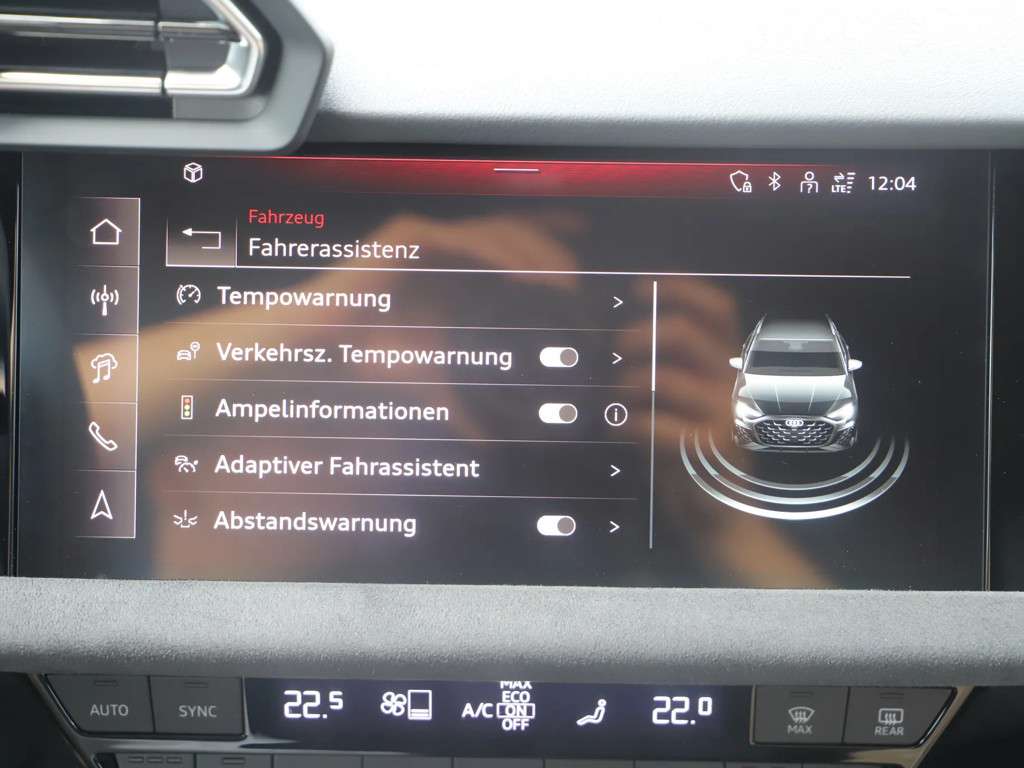 LTE 12:04
Fahrzeug
Fahrerassistenz
Tempowarnung
Verkehrsz. Tempowarnung
Ampelinformationen
Adaptiver Fahrassistent
Abstandswarnung
AUTO SYNC
22.5
A/C
MAX
ECO
ON
OFF
22.0
MAX
REAR